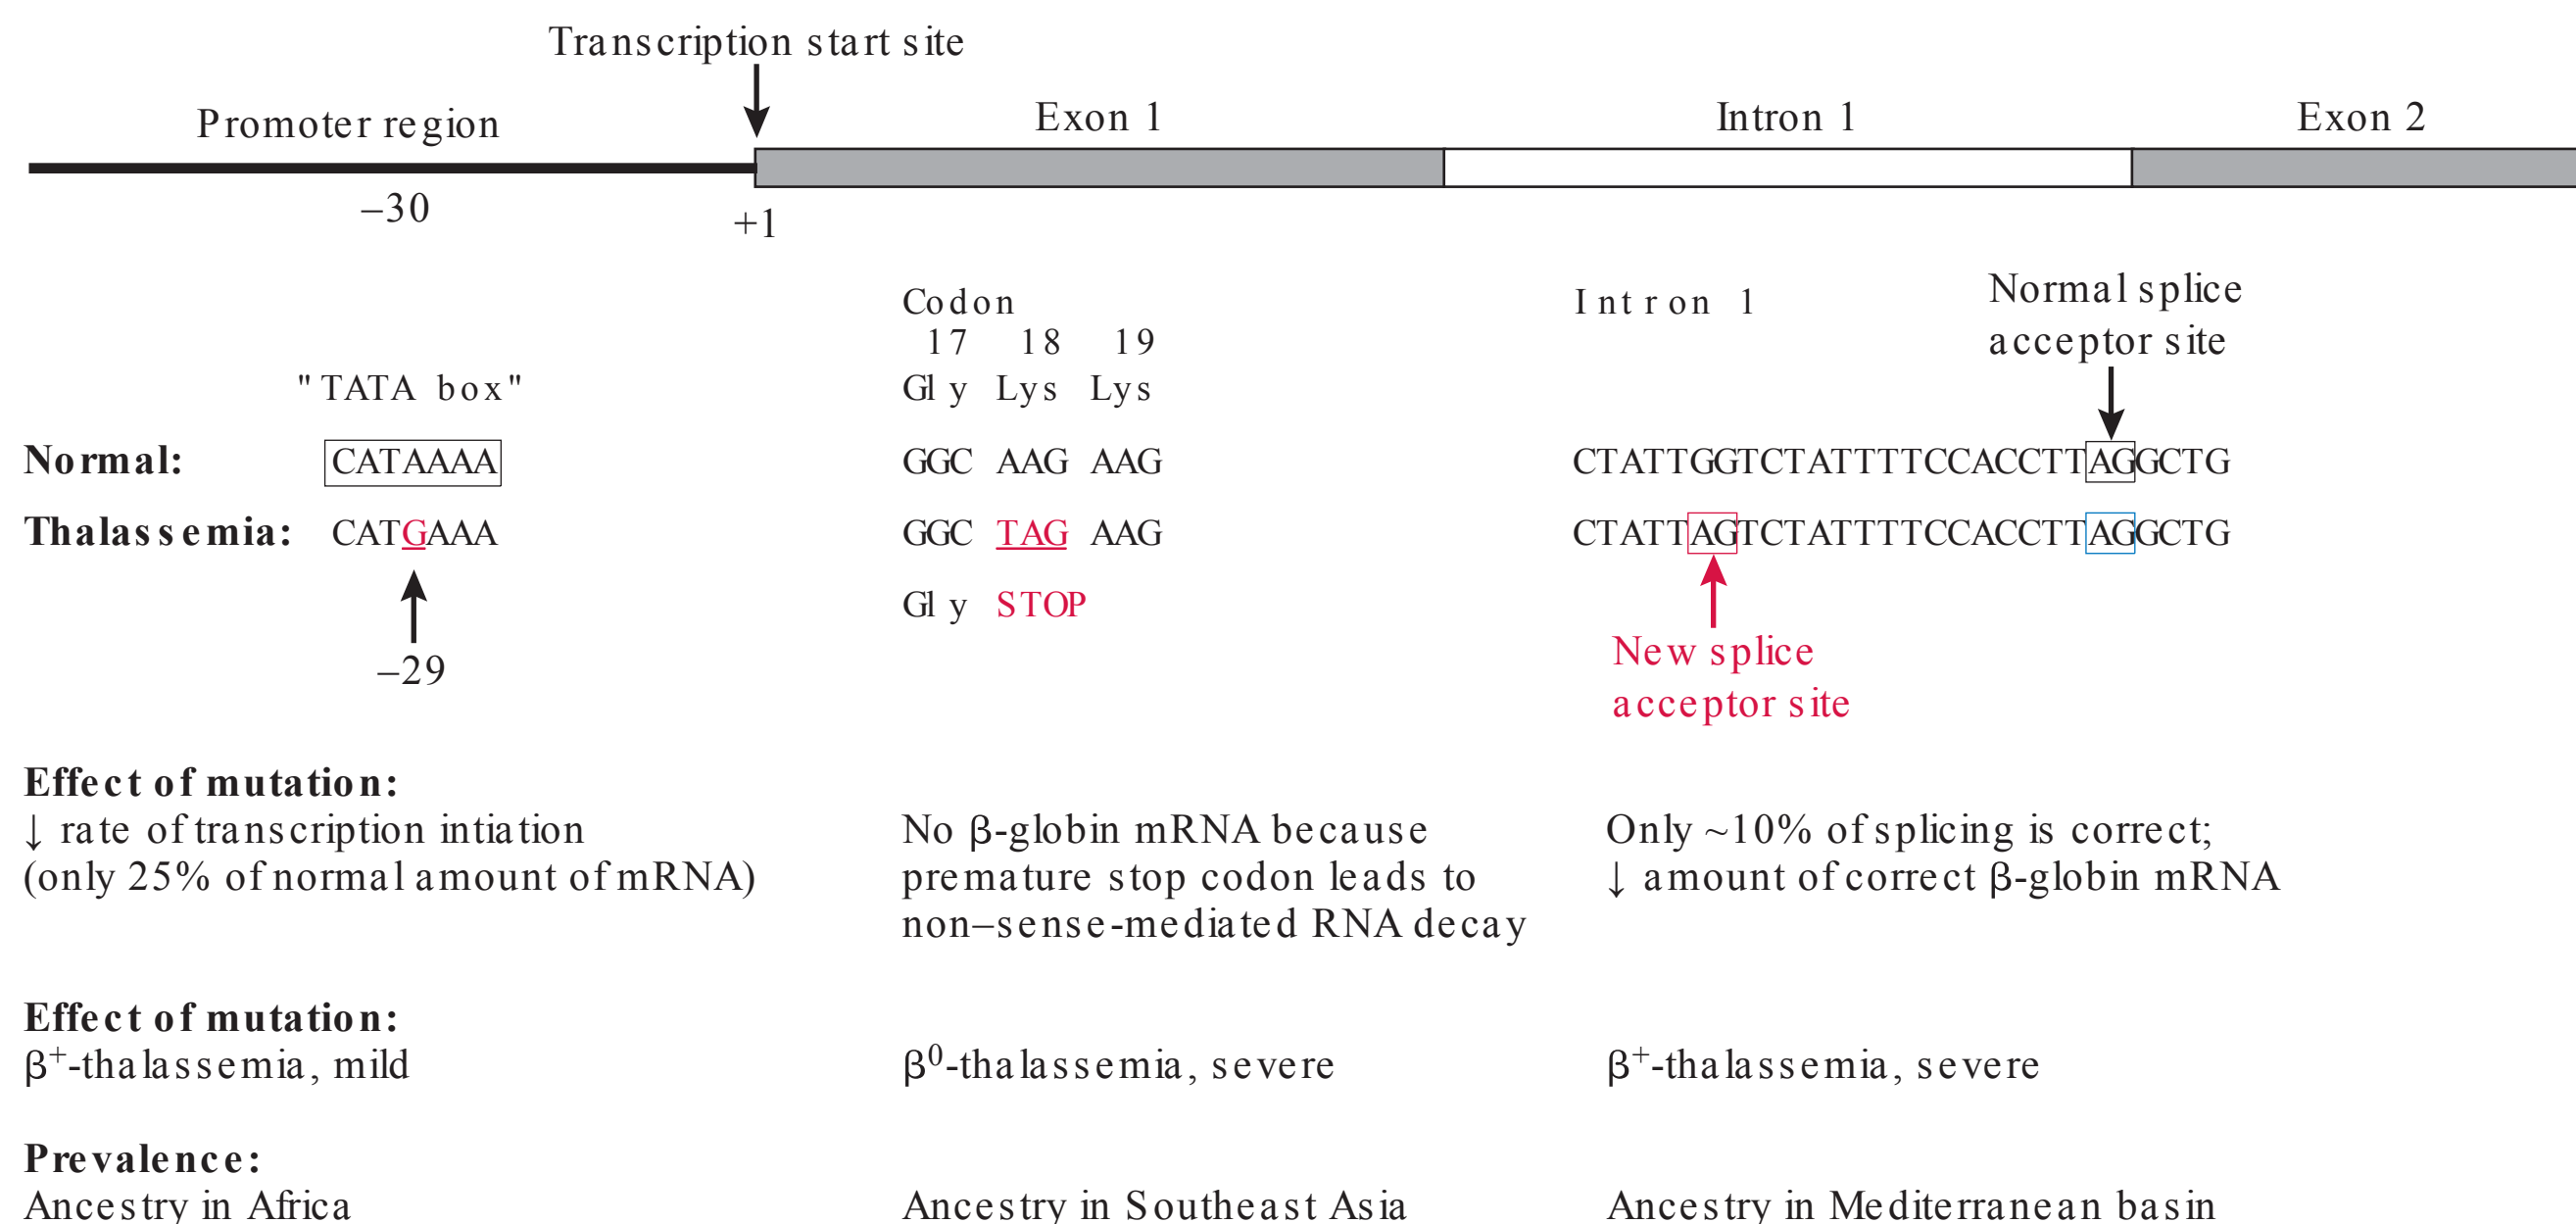 Transcription start site
Promoter region
Exon 1
Intron 1
Exon 2
–30
+1
"TATA box"
Codon
17 18 19
Gly Lys Lys
Intron 1
Normal splice
acceptor site
Normal: CATAAAA GGC AAG AAG CTATTGGTCTATTTTCCACCTTAGGCTG
Thalassemia: CATGAAA GGC TAG AAG CTATTAGTCTATTTTCCACCTTAGGCTG
–29
Gly STOP
New splice
acceptor site
Effect of mutation:
↓ rate of transcription intiation
(only 25% of normal amount of mRNA)
No β-globin mRNA because
premature stop codon leads to
non–sense-mediated RNA decay
Only ~10% of splicing is correct;
↓ amount of correct β-globin mRNA
Effect of mutation:
β⁺-thalassemia, mild
β⁰-thalassemia, severe
β⁺-thalassemia, severe
Prevalence:
Ancestry in Africa
Ancestry in Southeast Asia
Ancestry in Mediterranean basin